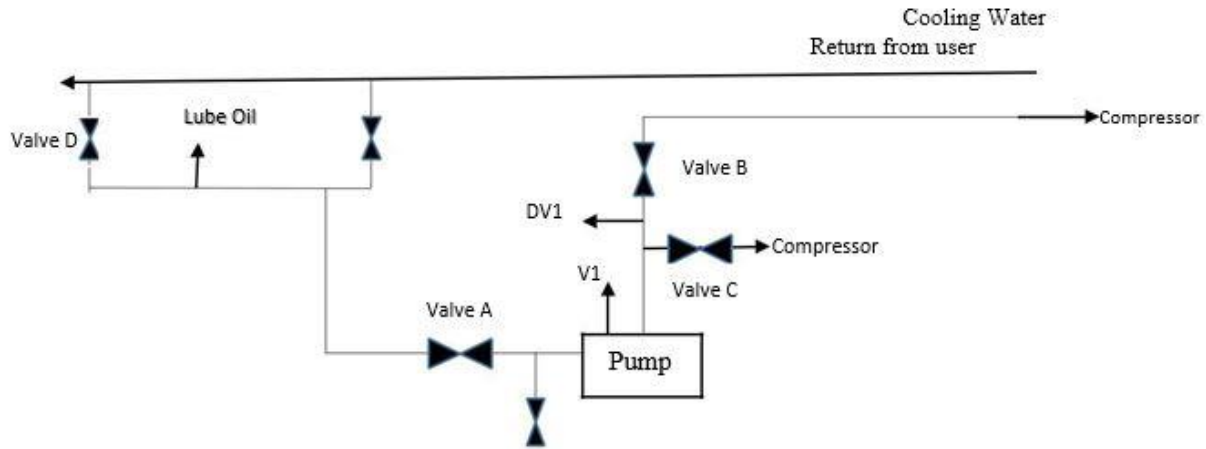 Cooling Water
Return from user
Lube Oil
Compressor
Valve D
Valve B
DV1
Compressor
V1
Valve C
Valve A
Pump